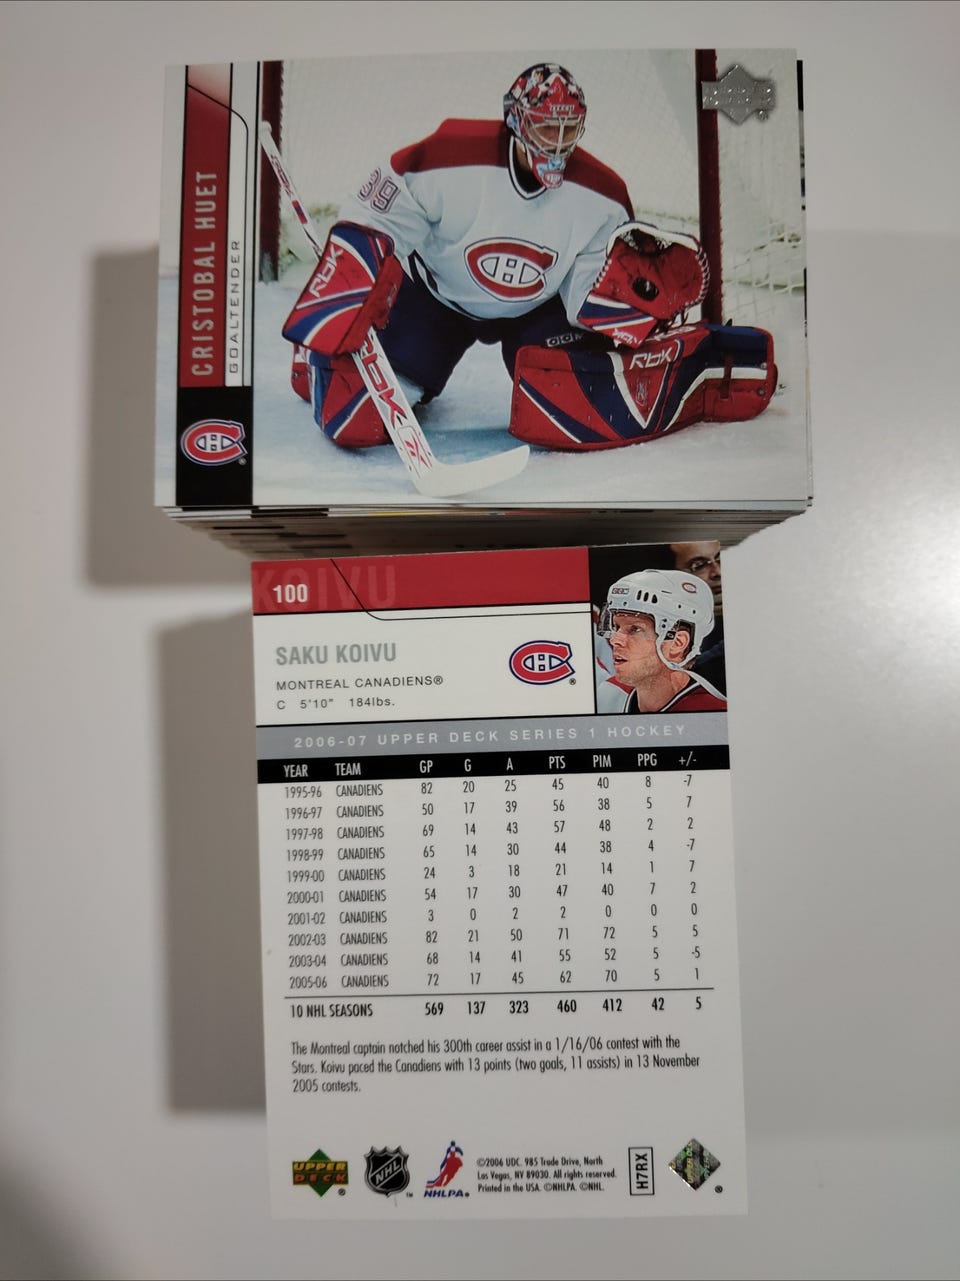 CRISTOBAL HUET
GOALTENDER
39
RBK
RBK
RBK
KOIVU
100
SAKU KOIVU
MONTREAL CANADIENS®
C 5'10" 184lbs.
2006-07 UPPER DECK SERIES 1 HOCKEY
YEAR TEAM GP G A PTS PIM PPG +/-
1995-96 CANADIENS 82 20 25 45 40 8 -7
1996-97 CANADIENS 50 17 39 56 38 5 7
1997-98 CANADIENS 69 14 43 57 48 2 2
1998-99 CANADIENS 65 14 30 44 38 4 -7
1999-00 CANADIENS 24 3 18 21 14 1 7
2000-01 CANADIENS 54 17 30 47 40 7 2
2001-02 CANADIENS 3 0 2 2 0 0 0
2002-03 CANADIENS 82 21 50 71 72 5 5
2003-04 CANADIENS 68 14 41 55 52 5 -5
2005-06 CANADIENS 72 17 45 62 70 5 1
10 NHL SEASONS 569 137 323 460 412 42 5
The Montreal captain notched his 300th career assist in a 1/16/06 contest with the
Stars. Koivu paced the Canadiens with 13 points (two goals, 11 assists) in 13 November
2005 contests.
UPPER
DECK
®
NHL
™
NHLPA®
©2006 UDC. 985 Trade Drive, North
Las Vegas, NV 89030. All rights reserved.
Printed in the USA. ©NHLPA. ©NHL.
H7RX
®